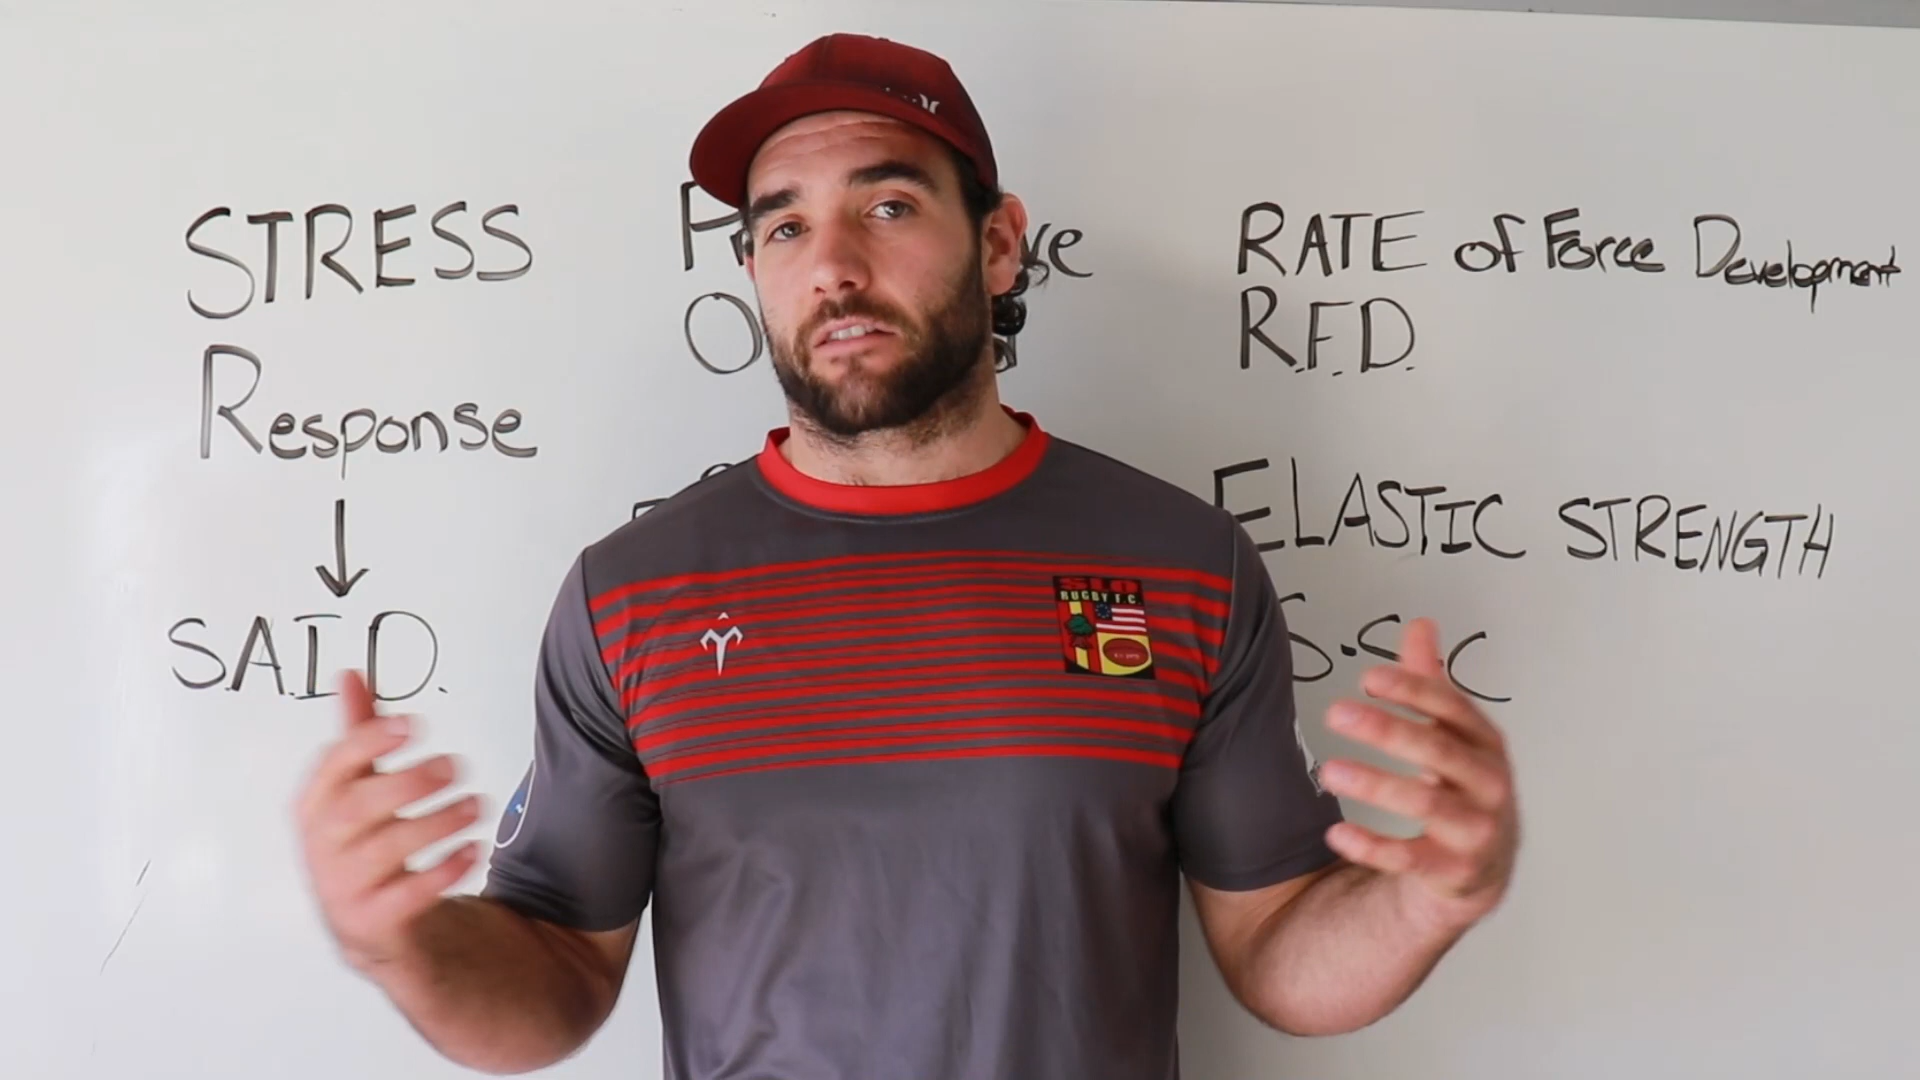 STRESS
Response
S.A.I.D.
RATE of Force Development
R.F.D.
ELASTIC STRENGTH
S.S.C
SLO
RUGBY F.C.